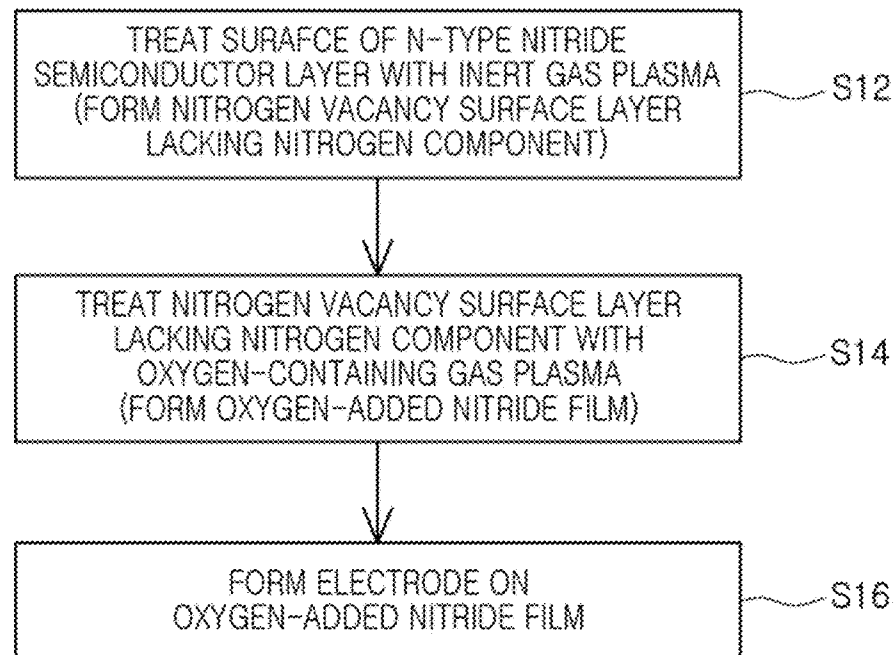 TREAT SURAFCE OF N-TYPE NITRIDE
SEMICONDUCTOR LAYER WITH INERT GAS PLASMA
(FORM NITROGEN VACANCY SURFACE LAYER
LACKING NITROGEN COMPONENT)
S12
TREAT NITROGEN VACANCY SURFACE LAYER
LACKING NITROGEN COMPONENT WITH
OXYGEN-CONTAINING GAS PLASMA
(FORM OXYGEN-ADDED NITRIDE FILM)
S14
FORM ELECTRODE ON
OXYGEN-ADDED NITRIDE FILM
S16